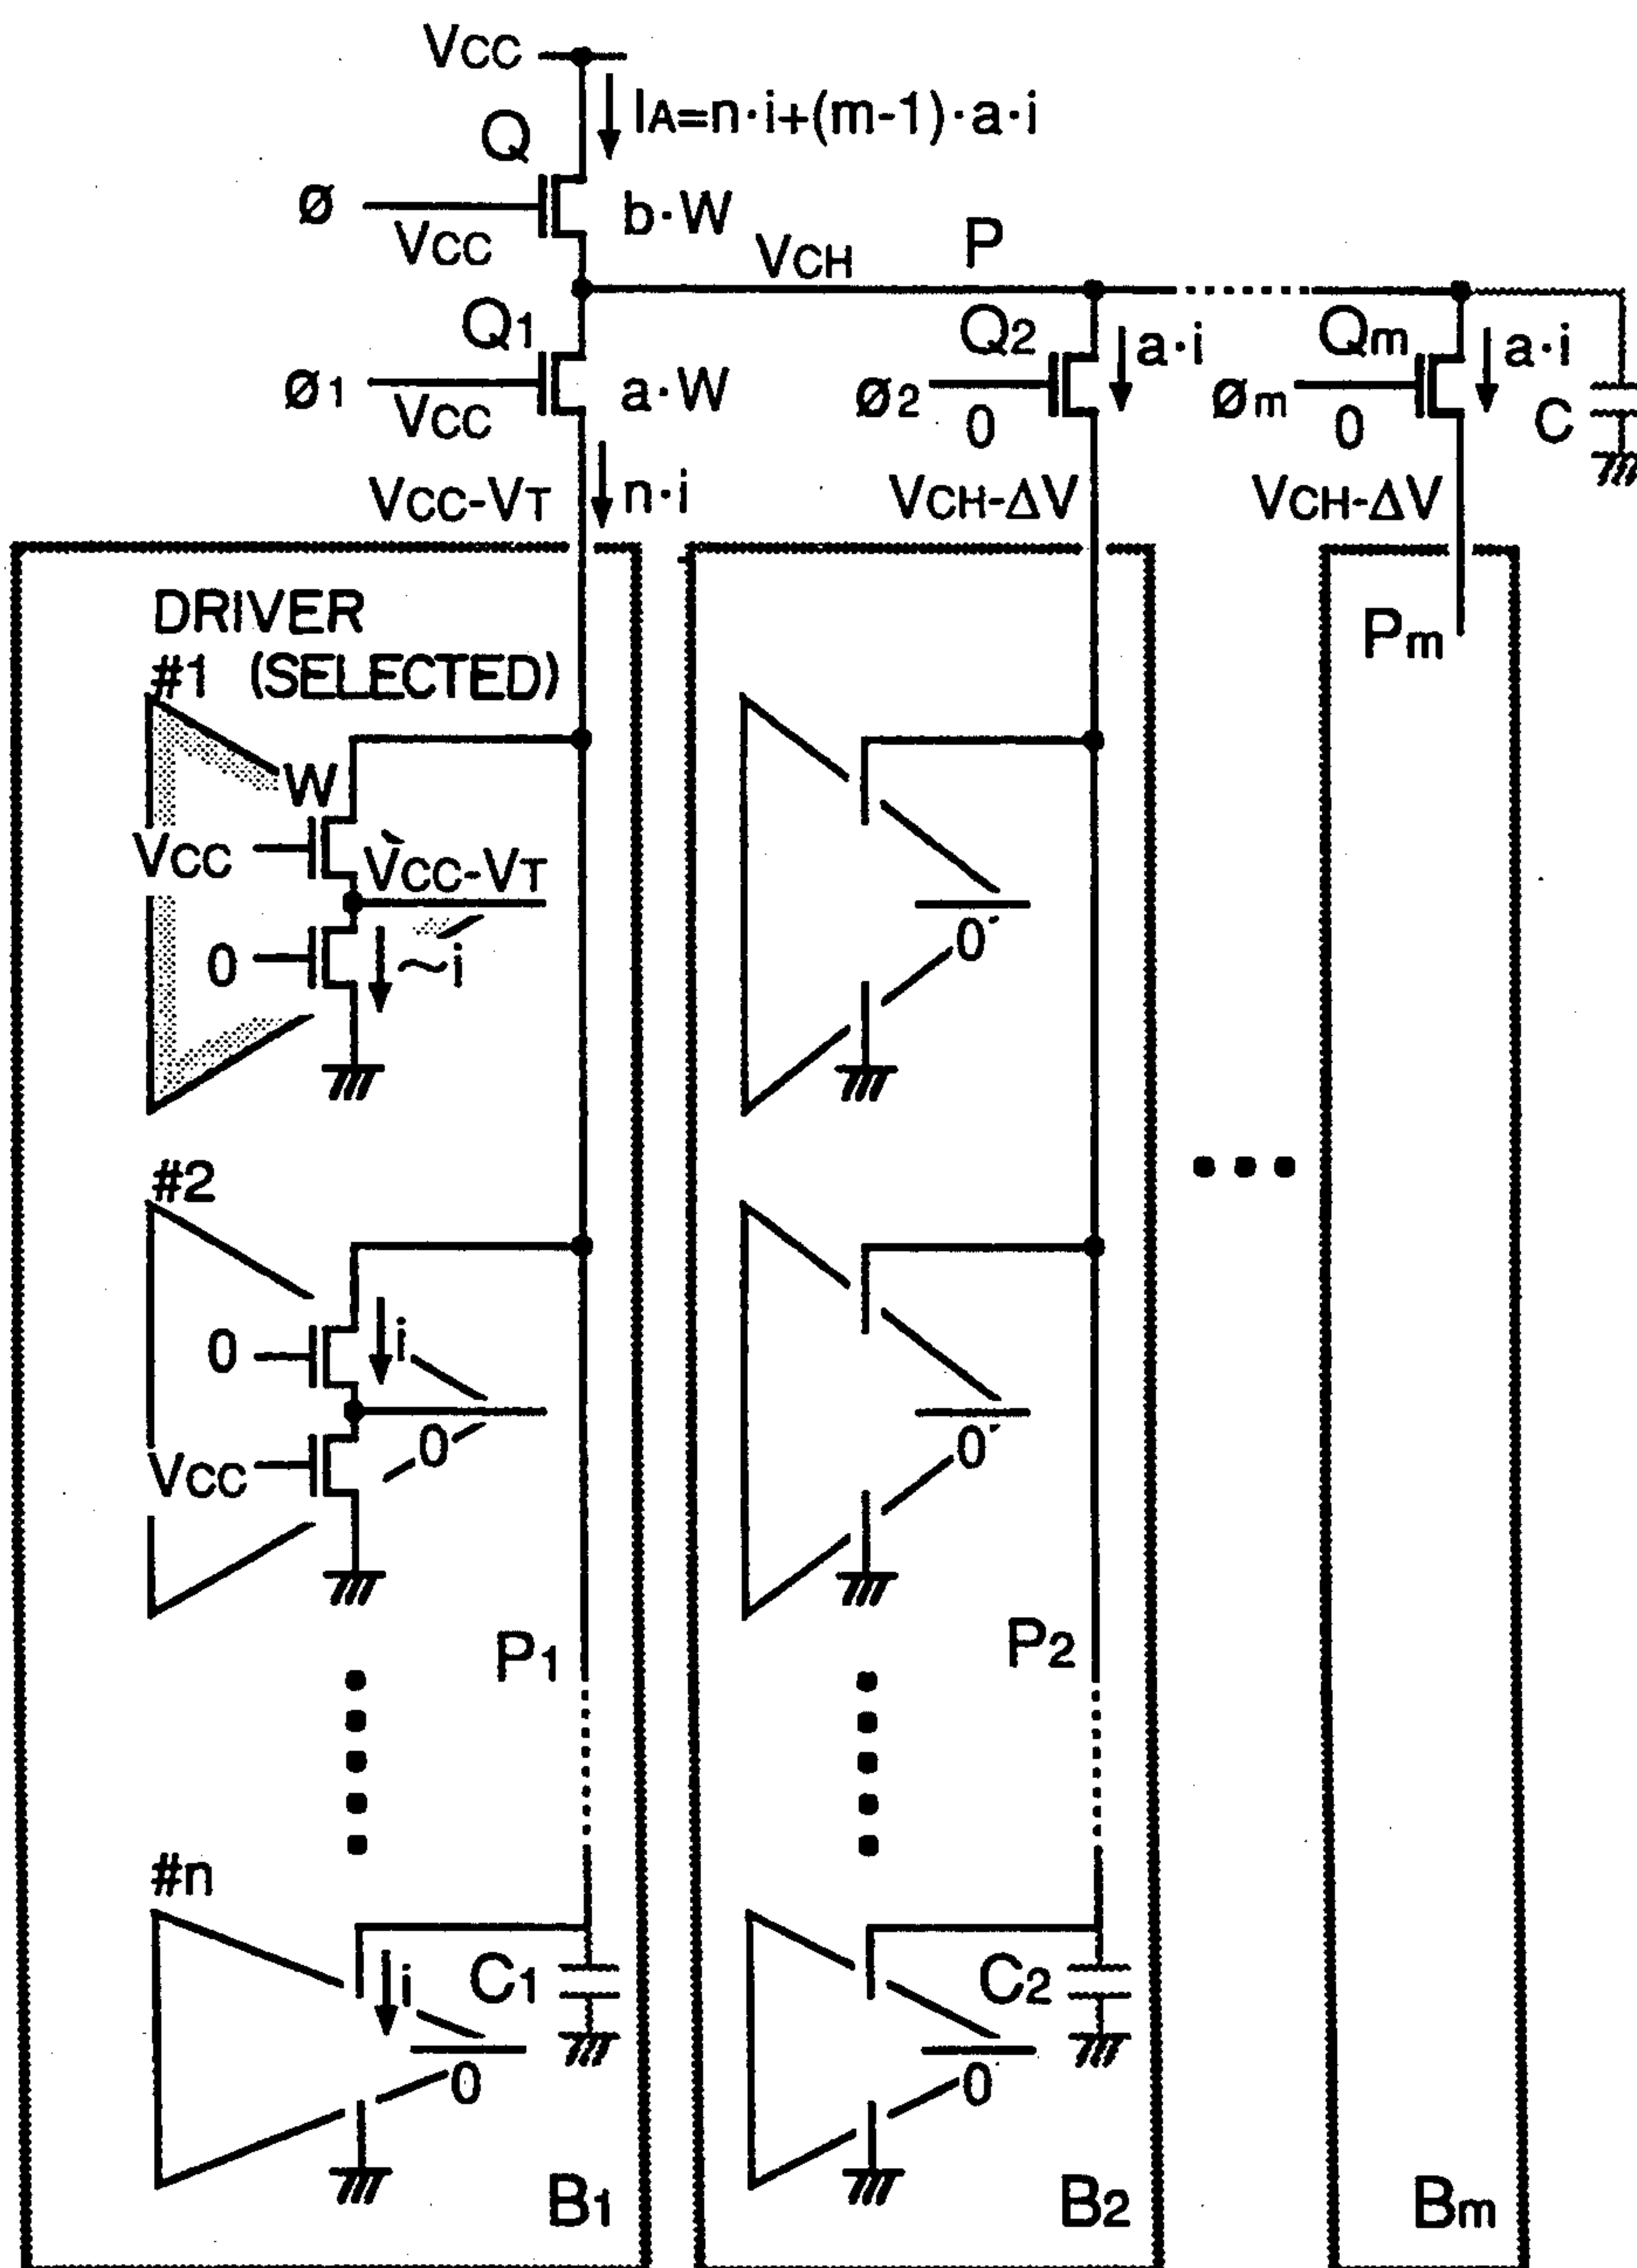 VCC
IA=n·i+(m-1)·a·i
Q
ø
VCC
b·W
VCH
P
Q1
ø1
VCC
a·W
Q2
ø2
0
a·i
Qm
øm
0
a·i
C
VCC-VT
n·i
VCH-ΔV
VCH-ΔV
DRIVER
#1 (SELECTED)
W
VCC
VCC-VT
0
~i
0
Pm
#2
0
i
0
VCC
0
P1
P2
#n
i
C1
0
C2
0
B1
B2
Bm